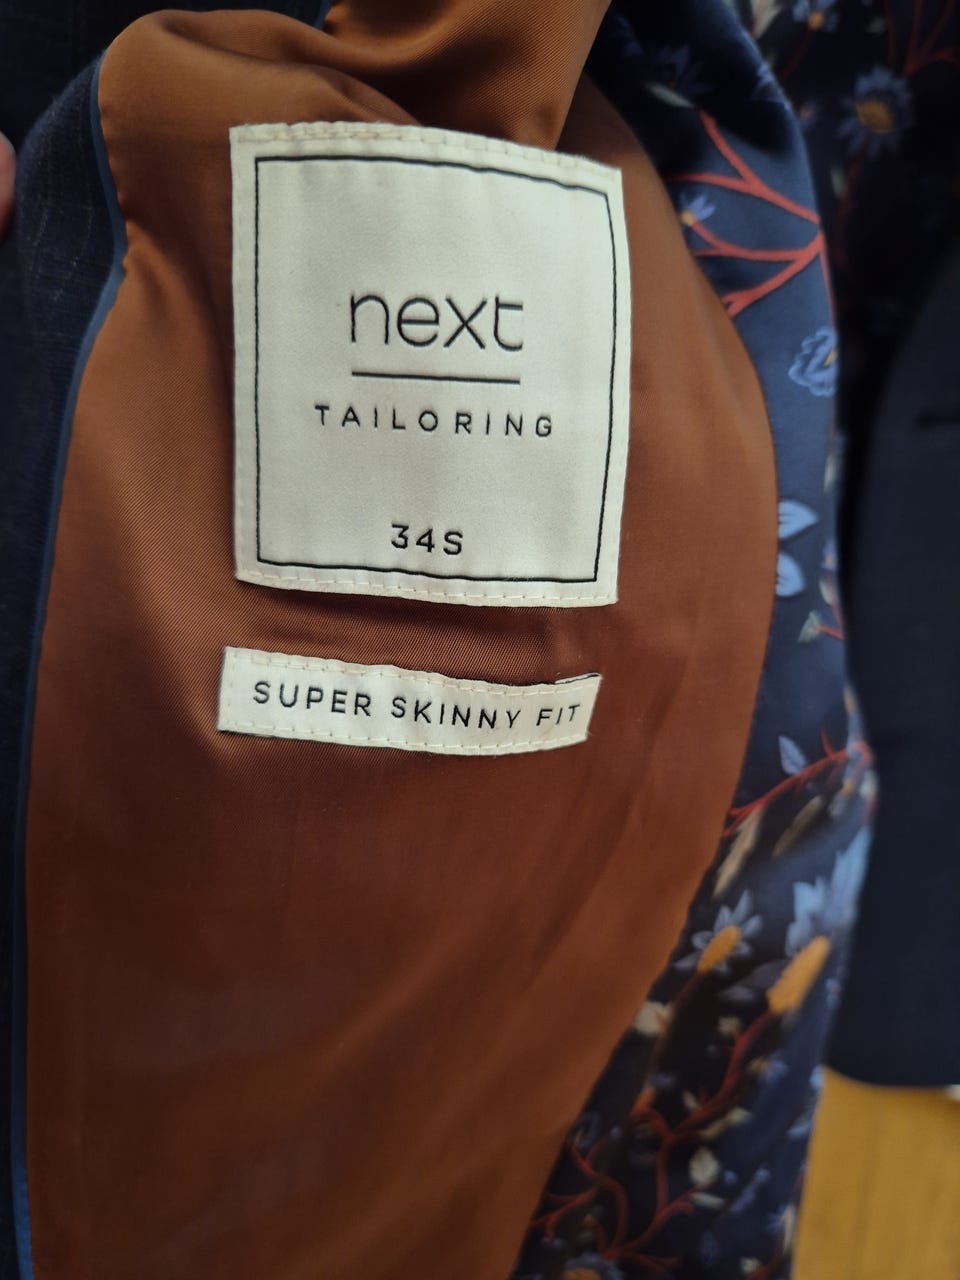 next
TAILORING
34S
SUPER SKINNY FIT